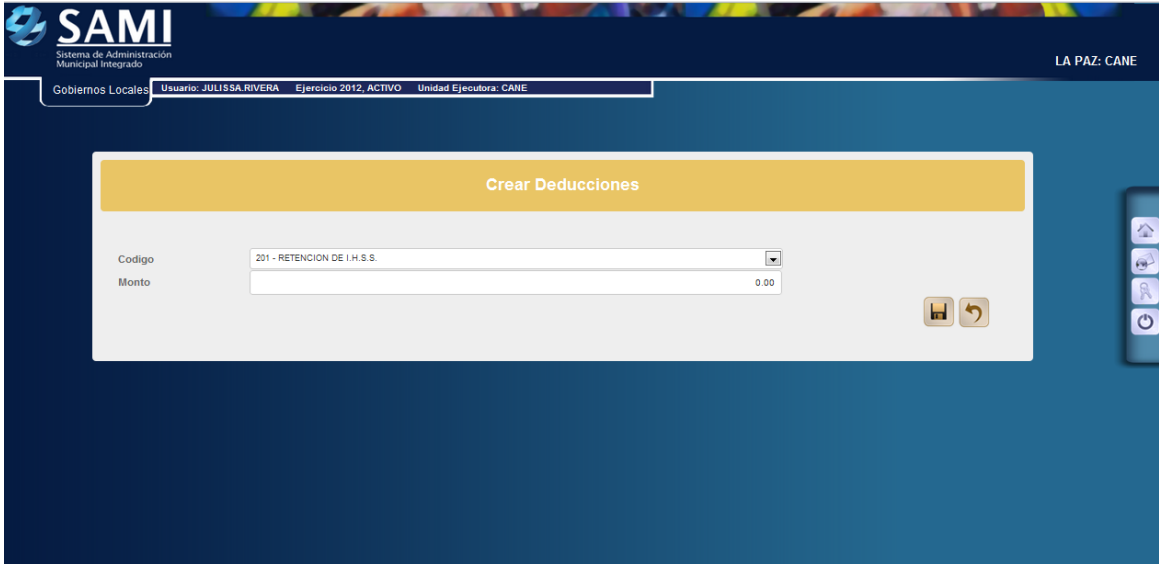 SAMI
Sistema de Administración
Municipal Integrado
LA PAZ: CANE
Gobiernos Locales
Usuario: JULISSA.RIVERA Ejercicio 2012, ACTIVO Unidad Ejecutora: CANE
Crear Deducciones
Codigo 201 - RETENCION DE I.H.S.S.
Monto 0.00